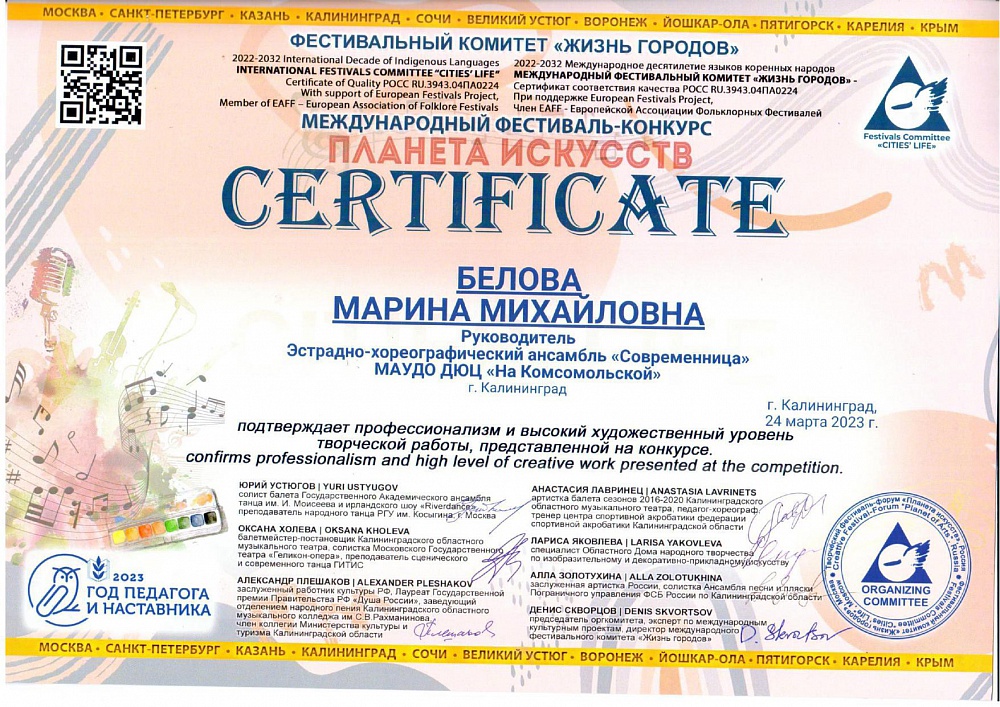 МОСКВА • САНКТ-ПЕТЕРБУРГ • КАЗАНЬ • КАЛИНИНГРАД • СОЧИ • ВЕЛИКИЙ УСТЮГ • ВОРОНЕЖ • ЙОШКАР-ОЛА • ПЯТИГОРСК • КАРЕЛИЯ • КРЫМ
ФЕСТИВАЛЬНЫЙ КОМИТЕТ «ЖИЗНЬ ГОРОДОВ»
2022-2032 International Decade of Indigenous Languages
INTERNATIONAL FESTIVALS COMMITTEE "CITIES' LIFE"
Certificate of Quality РОСС RU.3943.04ПА0224
With support of European Festivals Project,
Member of EAFF – European Association of Folklore Festivals
2022-2032 Международное десятилетие языков коренных народов
МЕЖДУНАРОДНЫЙ ФЕСТИВАЛЬНЫЙ КОМИТЕТ «ЖИЗНЬ ГОРОДОВ» -
Сертификат соответствия качества РОСС RU.3943.04ПА0224
При поддержке European Festivals Project,
Член EAFF - Европейской Ассоциации Фольклорных Фестивалей
Festivals Committee
«CITIES' LIFE»
МЕЖДУНАРОДНЫЙ ФЕСТИВАЛЬ-КОНКУРС
ПЛАНЕТА ИСКУССТВ
CERTIFICATE
БЕЛОВА
МАРИНА МИХАЙЛОВНА
Руководитель
Эстрадно-хореографический ансамбль «Современница»
МАУДО ДЮЦ «На Комсомольской»
г. Калининград
г. Калининград,
24 марта 2023 г.
подтверждает профессионализм и высокий художественный уровень
творческой работы, представленной на конкурсе.
confirms professionalism and high level of creative work presented at the competition.
ЮРИЙ УСТЮГОВ | YURI USTYUGOV
солист балета Государственного Академического ансамбля
танца им. И. Моисеева и ирландского шоу «Riverdance»,
преподаватель народного танца РГУ им. Косыгина, г. Москва
ОКСАНА ХОЛЕВА | OKSANA KHOLEVA
балетмейстер-постановщик Калининградского областного
музыкального театра, солистка Московского Государственного
театра «Геликон-опера», преподаватель сценического
и современного танца ГИТИС
АЛЕКСАНДР ПЛЕШАКОВ | ALEXANDER PLESHAKOV
заслуженный работник культуры РФ, Лауреат Государственной
премии Правительства РФ «Душа России», заведующий
отделением народного пения Калининградского областного
музыкального колледжа им С.В.Рахманинова,
член коллегии Министерства культуры и
туризма Калининградской области
АНАСТАСИЯ ЛАВРИНЕЦ | ANASTASIA LAVRINETS
артистка балета сезонов 2016-2020 Калининградского
областного музыкального театра, педагог-хореограф,
тренер центра спортивной акробатики федерации
спортивной акробатики Калининградской области
ЛАРИСА ЯКОВЛЕВА | LARISA YAKOVLEVA
специалист Областного Дома народного творчества
по изобразительному и декоративно-прикладному искусству
АЛЛА ЗОЛОТУХИНА | ALLA ZOLOTUKHINA
заслуженная артистка России, солистка Ансамбля песни и пляски
Пограничного управления ФСБ России по Калининградской области
ДЕНИС СКВОРЦОВ | DENIS SKVORTSOV
председатель оргкомитета, эксперт по международным
культурным проектам, директор международного
фестивального комитета «Жизнь городов»
2023
ГОД ПЕДАГОГА
И НАСТАВНИКА
ORGANIZING
COMMITTEE
МОСКВА • САНКТ-ПЕТЕРБУРГ • КАЗАНЬ • КАЛИНИНГРАД • СОЧИ • ВЕЛИКИЙ УСТЮГ • ВОРОНЕЖ • ЙОШКАР-ОЛА • ПЯТИГОРСК • КАРЕЛИЯ • КРЫМ